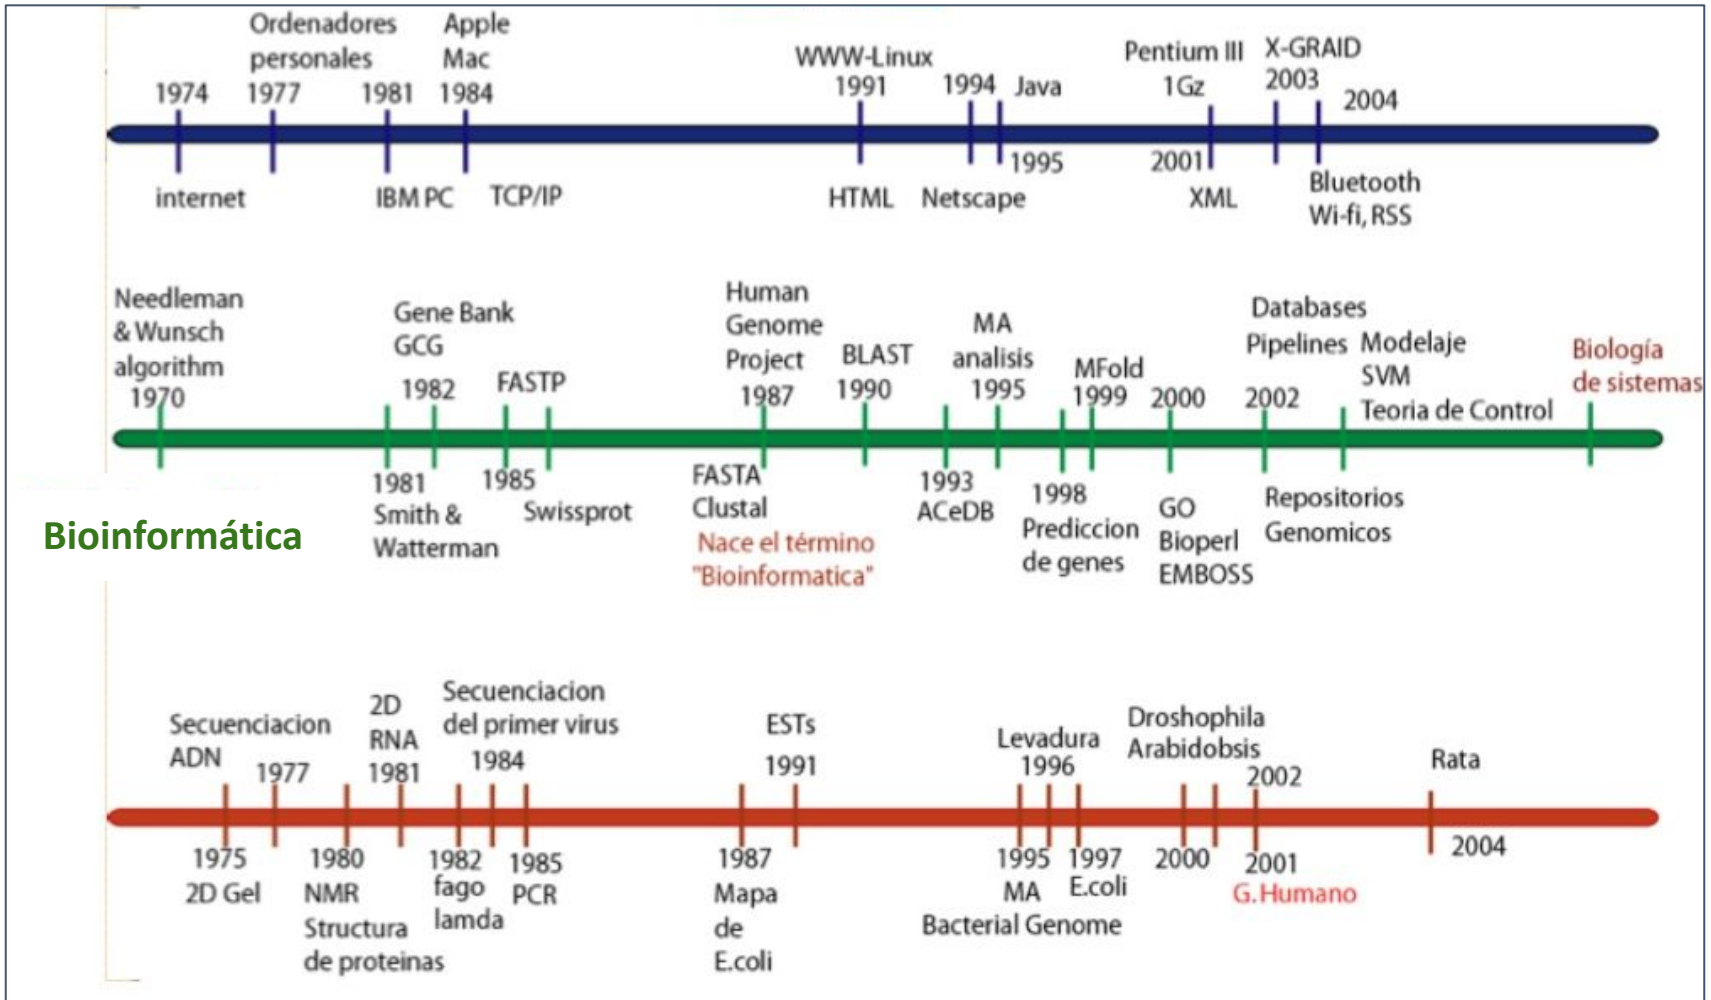 Ordenadores
personales
Apple
Mac
WWW-Linux
Pentium III
X-GRAID
1974
1977
1981
1984
1991
1994
Java
1Gz
2003
2004
internet
IBM PC
TCP/IP
HTML
Netscape
1995
2001
XML
Bluetooth
Wi-fi, RSS
Needleman
& Wunsch
algorithm
1970
Gene Bank
GCG
1982
FASTP
Human
Genome
Project
1987
BLAST
1990
MA
analisis
1995
MFold
1999
2000
Databases
Pipelines
2002
Modelaje
SVM
Teoria de Control
Biología
de sistemas
Bioinformática
1981
Smith &
Watterman
1985
Swissprot
FASTA
Clustal
Nace el término
"Bioinformatica"
1993
ACeDB
1998
Prediccion
de genes
GO
Bioperl
EMBOSS
Repositorios
Genomicos
Secuenciacion
ADN
1977
2D
RNA
1981
Secuenciacion
del primer virus
1984
ESTs
1991
Levadura
1996
Droshophila
Arabidobsis
2002
Rata
1975
2D Gel
1980
NMR
Structura
de proteinas
1982
fago
lamda
1985
PCR
1987
Mapa
de
E.coli
1995
MA
Bacterial Genome
1997
E.coli
2000
2001
G.Humano
2004